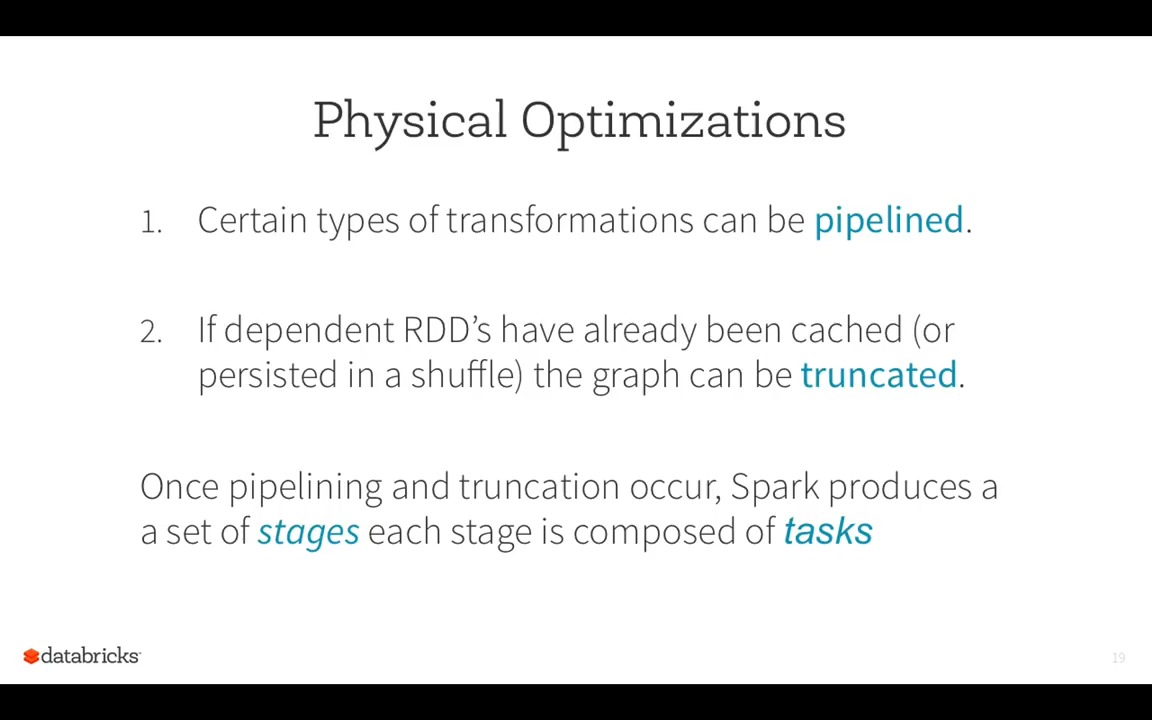 Physical Optimizations
1. Certain types of transformations can be pipelined.
2. If dependent RDD’s have already been cached (or
persisted in a shuffle) the graph can be truncated.
Once pipelining and truncation occur, Spark produces a
a set of stages each stage is composed of tasks
databricks
19